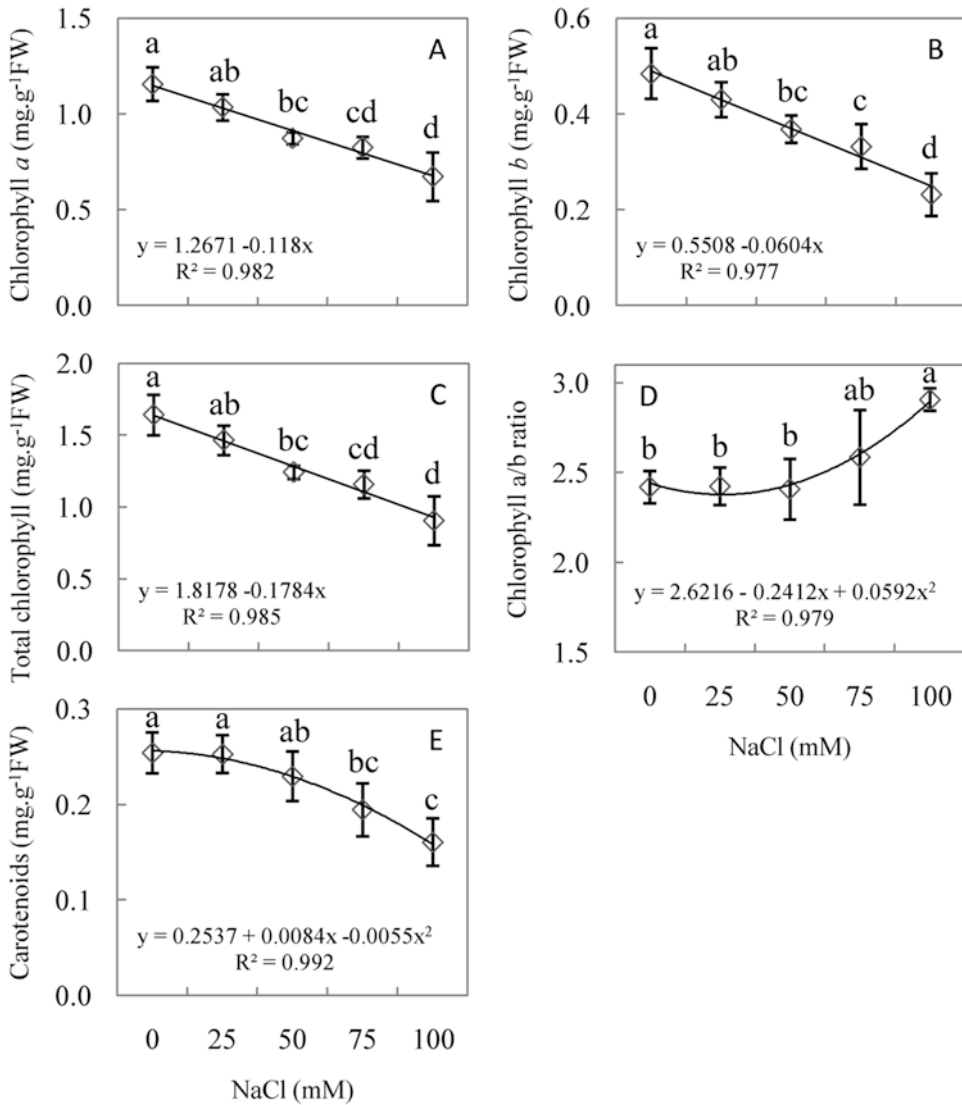 Chlorophyll a (mg.g⁻¹FW)
1.5
1.0
0.5
0.0
A
a
ab
bc
cd
d
y = 1.2671 -0.118x
R² = 0.982
Chlorophyll b (mg.g⁻¹FW)
0.6
0.4
0.2
0.0
B
a
ab
bc
c
d
y = 0.5508 -0.0604x
R² = 0.977
Total chlorophyll (mg.g⁻¹FW)
2.0
1.5
1.0
0.5
0.0
C
a
ab
bc
cd
d
y = 1.8178 -0.1784x
R² = 0.985
Chlorophyll a/b ratio
3.0
2.5
2.0
1.5
D
b
b
b
ab
a
y = 2.6216 - 0.2412x + 0.0592x²
R² = 0.979
0 25 50 75 100
NaCl (mM)
Carotenoids (mg.g⁻¹FW)
0.3
0.2
0.1
0.0
E
a
a
ab
bc
c
y = 0.2537 + 0.0084x -0.0055x²
R² = 0.992
0 25 50 75 100
NaCl (mM)